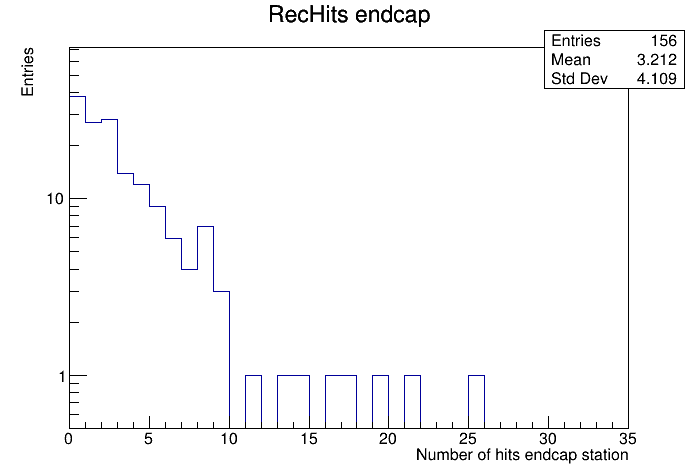 RecHits endcap
Entries 156
Mean 3.212
Std Dev 4.109
Entries
10
1
0 5 10 15 20 25 30 35
Number of hits endcap station